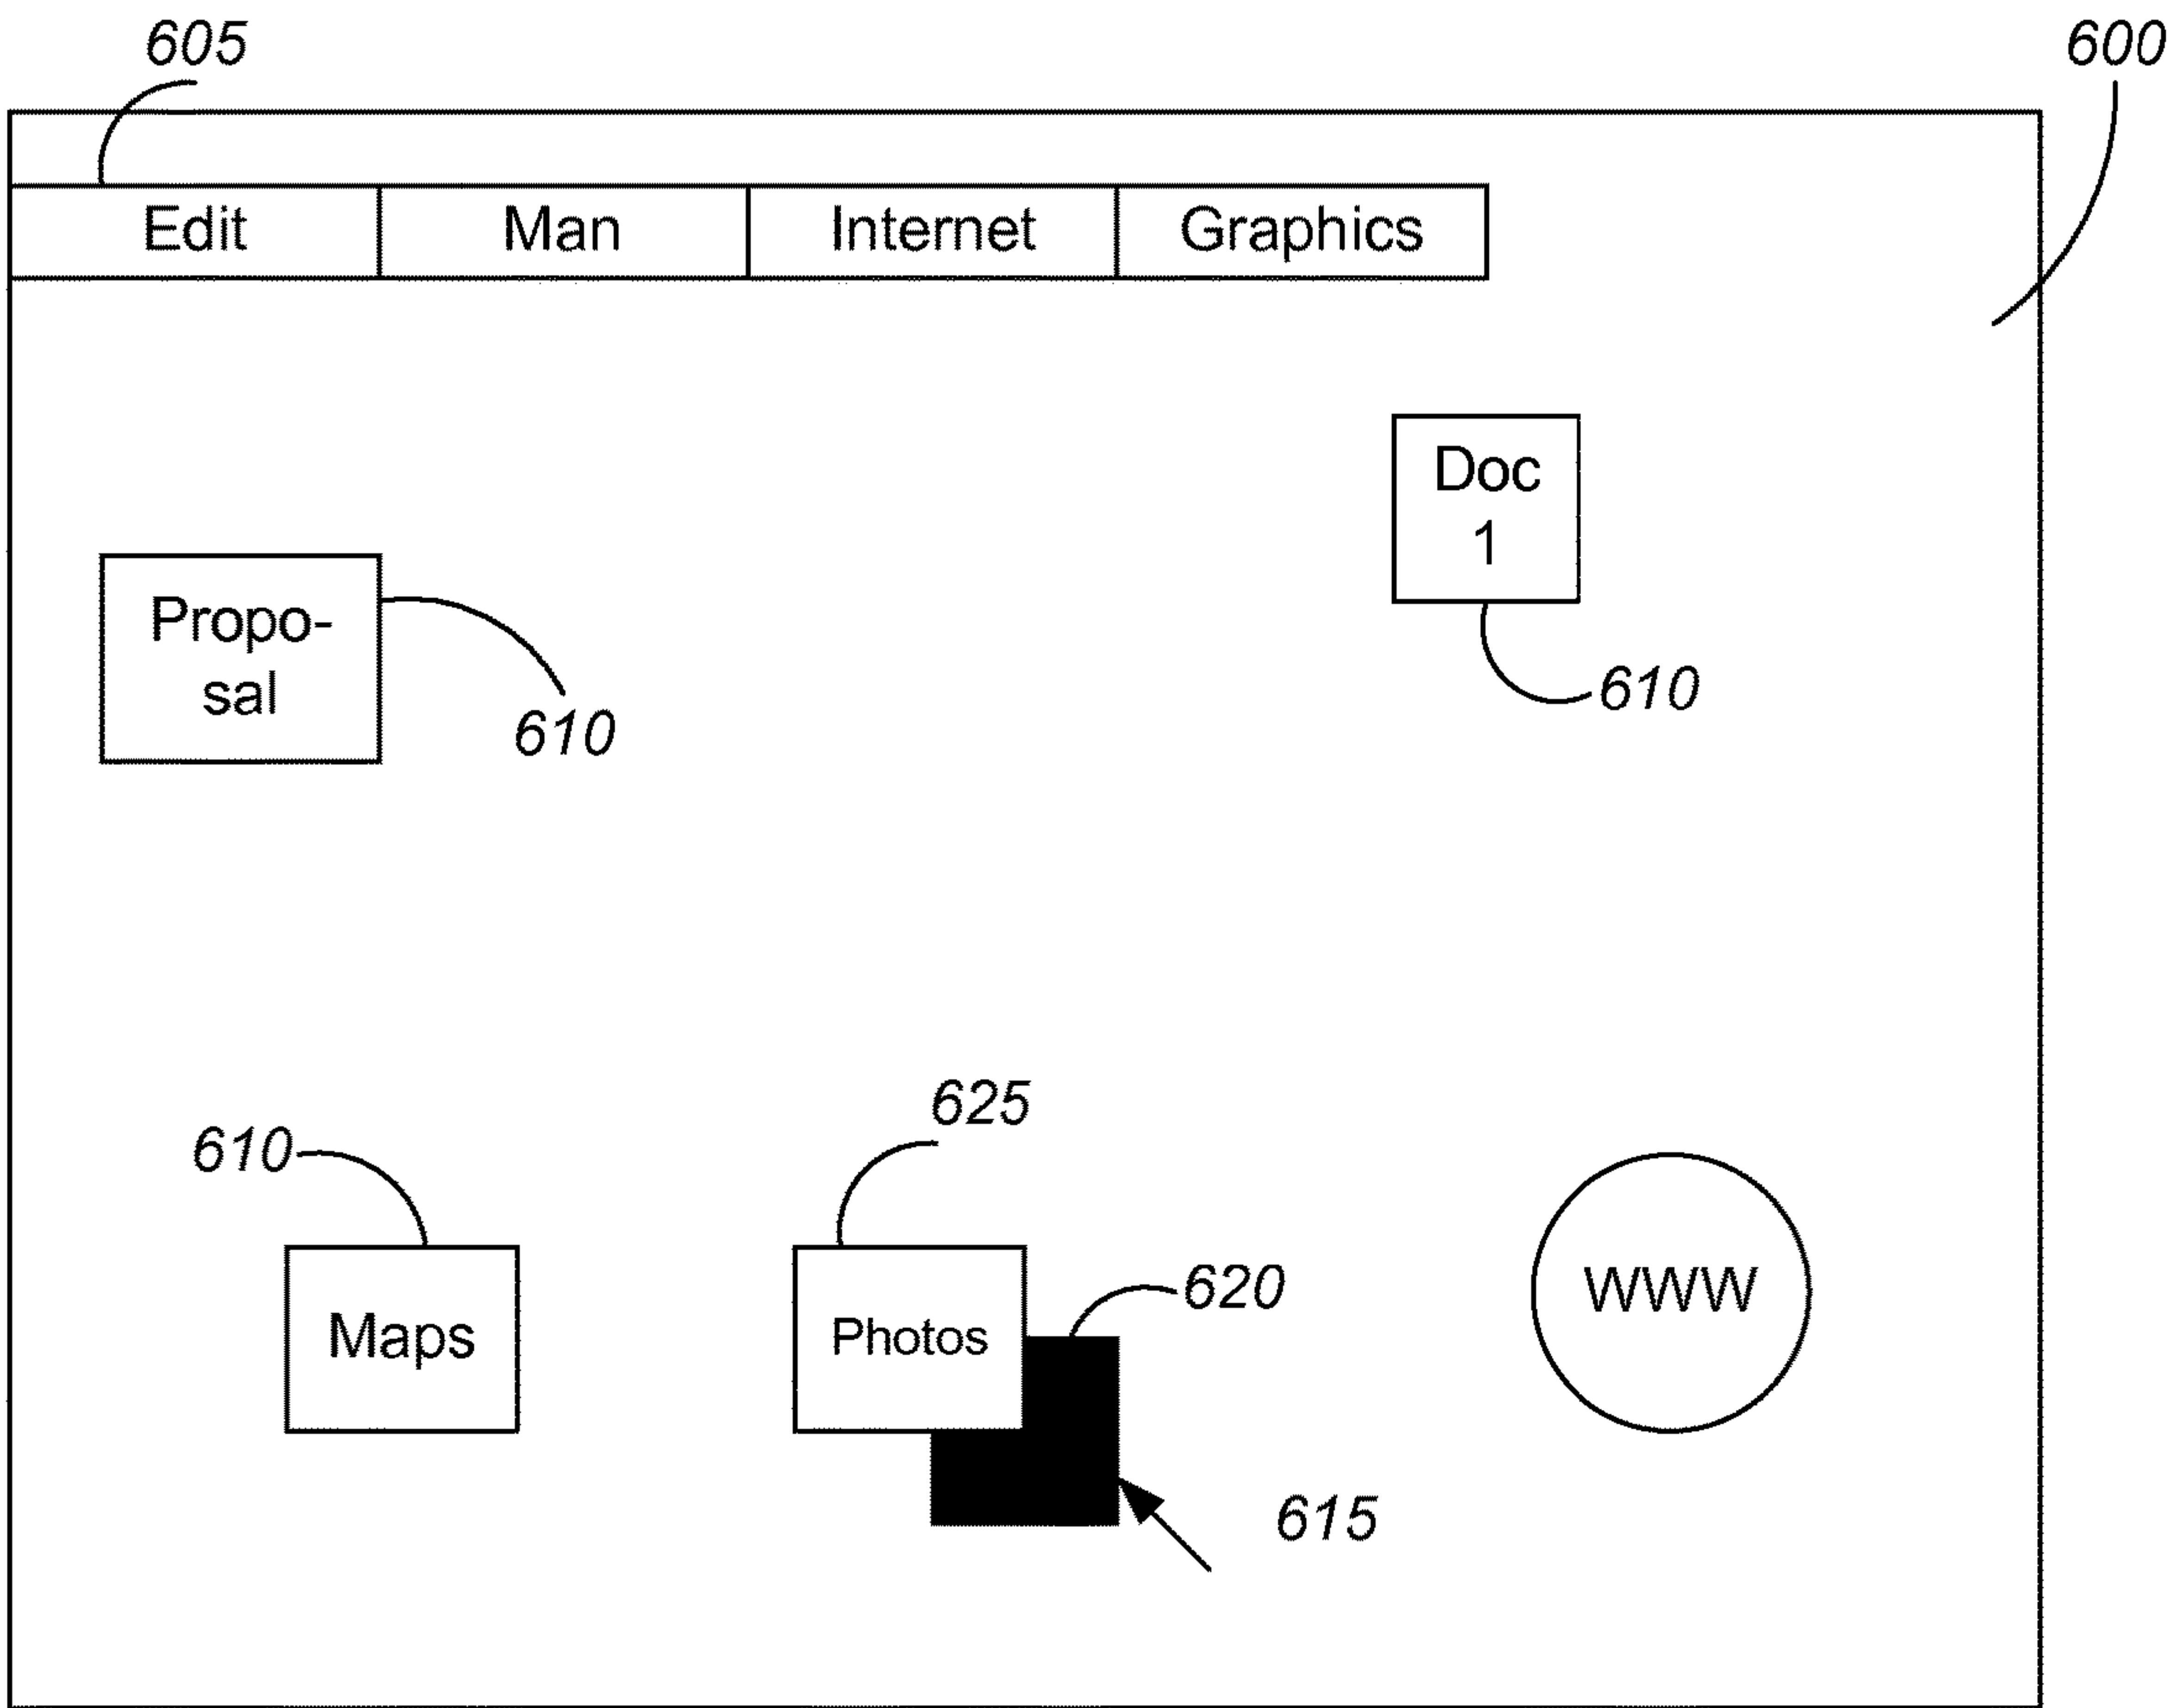 605
600
Edit Man Internet Graphics
Doc
1
Propo-
sal
610
610
625
610
620
WWW
Maps
Photos
615